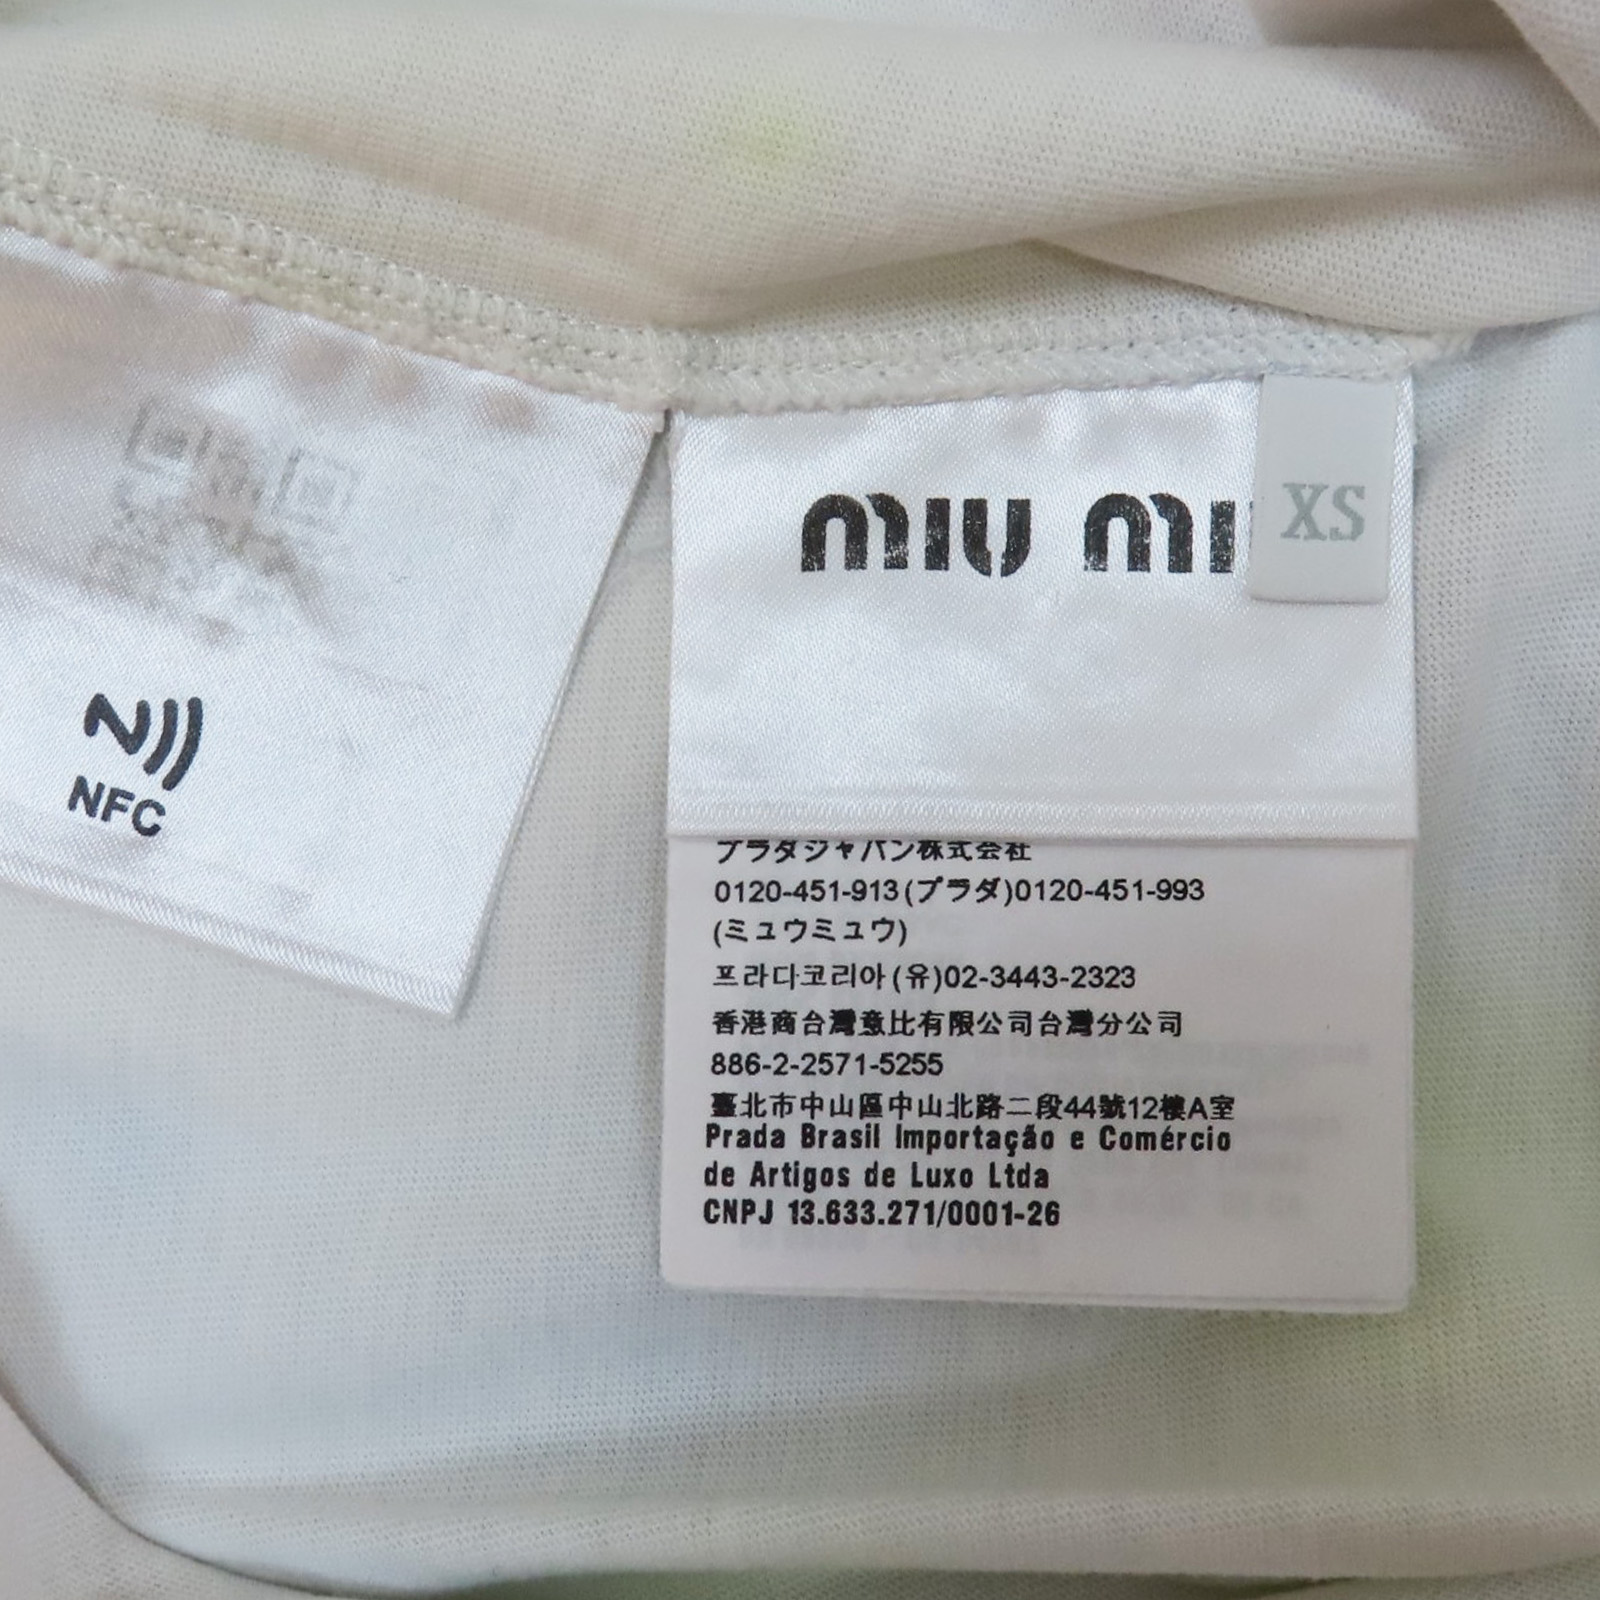 NFC
miu mi
XS
プラダジャパン株式会社
0120-451-913(プラダ)0120-451-993
(ミュウミュウ)
프라다코리아(유)02-3443-2323
香港商台灣意比有限公司台灣分公司
886-2-2571-5255
臺北市中山區中山北路二段44號12樓A室
Prada Brasil Importação e Comércio
de Artigos de Luxo Ltda
CNPJ 13.633.271/0001-26